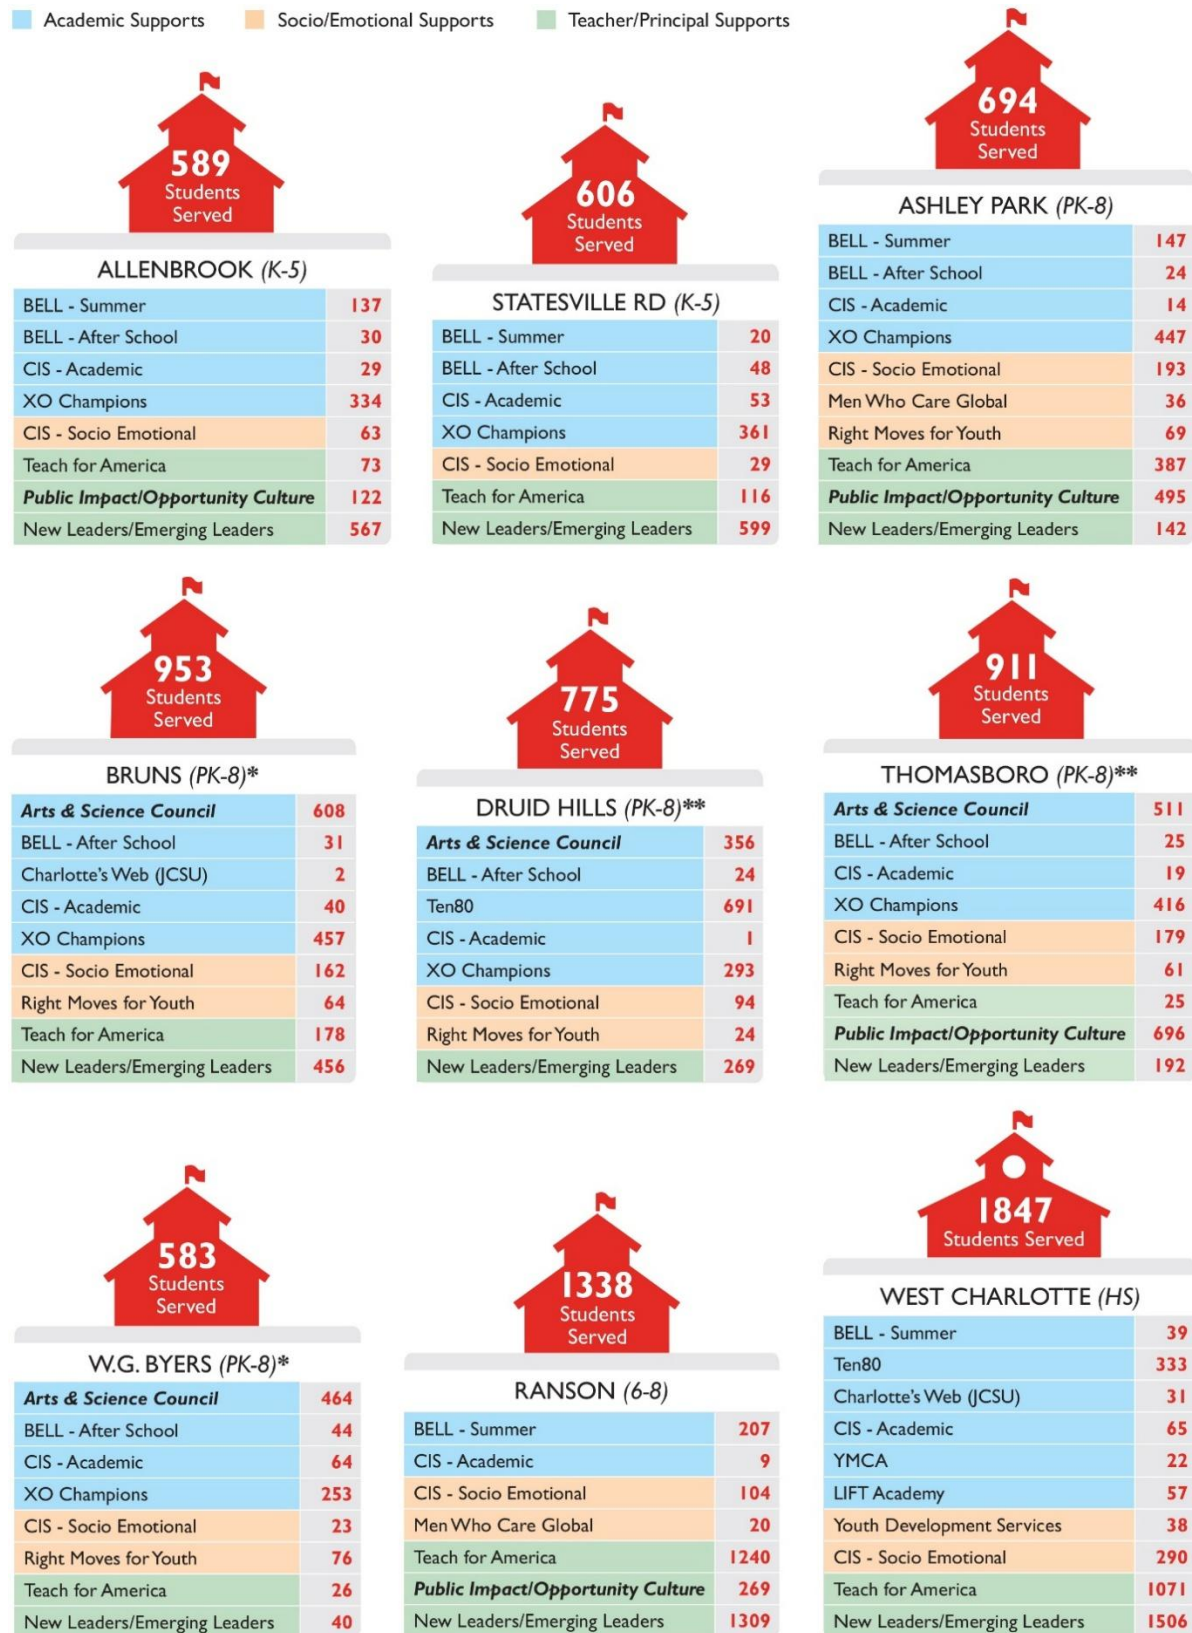 Academic Supports Socio/Emotional Supports Teacher/Principal Supports
589
Students
Served
ALLENBROOK (K-5)
BELL - Summer 137
BELL - After School 30
CIS - Academic 29
XO Champions 334
CIS - Socio Emotional 63
Teach for America 73
Public Impact/Opportunity Culture 122
New Leaders/Emerging Leaders 567
606
Students
Served
STATESVILLE RD (K-5)
BELL - Summer 20
BELL - After School 48
CIS - Academic 53
XO Champions 361
CIS - Socio Emotional 29
Teach for America 116
New Leaders/Emerging Leaders 599
694
Students
Served
ASHLEY PARK (PK-8)
BELL - Summer 147
BELL - After School 24
CIS - Academic 14
XO Champions 447
CIS - Socio Emotional 193
Men Who Care Global 36
Right Moves for Youth 69
Teach for America 387
Public Impact/Opportunity Culture 495
New Leaders/Emerging Leaders 142
953
Students
Served
BRUNS (PK-8)*
Arts & Science Council 608
BELL - After School 31
Charlotte's Web (JCSU) 2
CIS - Academic 40
XO Champions 457
CIS - Socio Emotional 162
Right Moves for Youth 64
Teach for America 178
New Leaders/Emerging Leaders 456
775
Students
Served
DRUID HILLS (PK-8)**
Arts & Science Council 356
BELL - After School 24
Ten80 691
CIS - Academic 1
XO Champions 293
CIS - Socio Emotional 94
Right Moves for Youth 24
New Leaders/Emerging Leaders 269
911
Students
Served
THOMASBORO (PK-8)**
Arts & Science Council 511
BELL - After School 25
CIS - Academic 19
XO Champions 416
CIS - Socio Emotional 179
Right Moves for Youth 61
Teach for America 25
Public Impact/Opportunity Culture 696
New Leaders/Emerging Leaders 192
583
Students
Served
W.G. BYERS (PK-8)*
Arts & Science Council 464
BELL - After School 44
CIS - Academic 64
XO Champions 253
CIS - Socio Emotional 23
Right Moves for Youth 76
Teach for America 26
New Leaders/Emerging Leaders 40
1338
Students
Served
RANSON (6-8)
BELL - Summer 207
CIS - Academic 9
CIS - Socio Emotional 104
Men Who Care Global 20
Teach for America 1240
Public Impact/Opportunity Culture 269
New Leaders/Emerging Leaders 1309
1847
Students Served
WEST CHARLOTTE (HS)
BELL - Summer 39
Ten80 333
Charlotte's Web (JCSU) 31
CIS - Academic 65
YMCA 22
LIFT Academy 57
Youth Development Services 38
CIS - Socio Emotional 290
Teach for America 1071
New Leaders/Emerging Leaders 1506